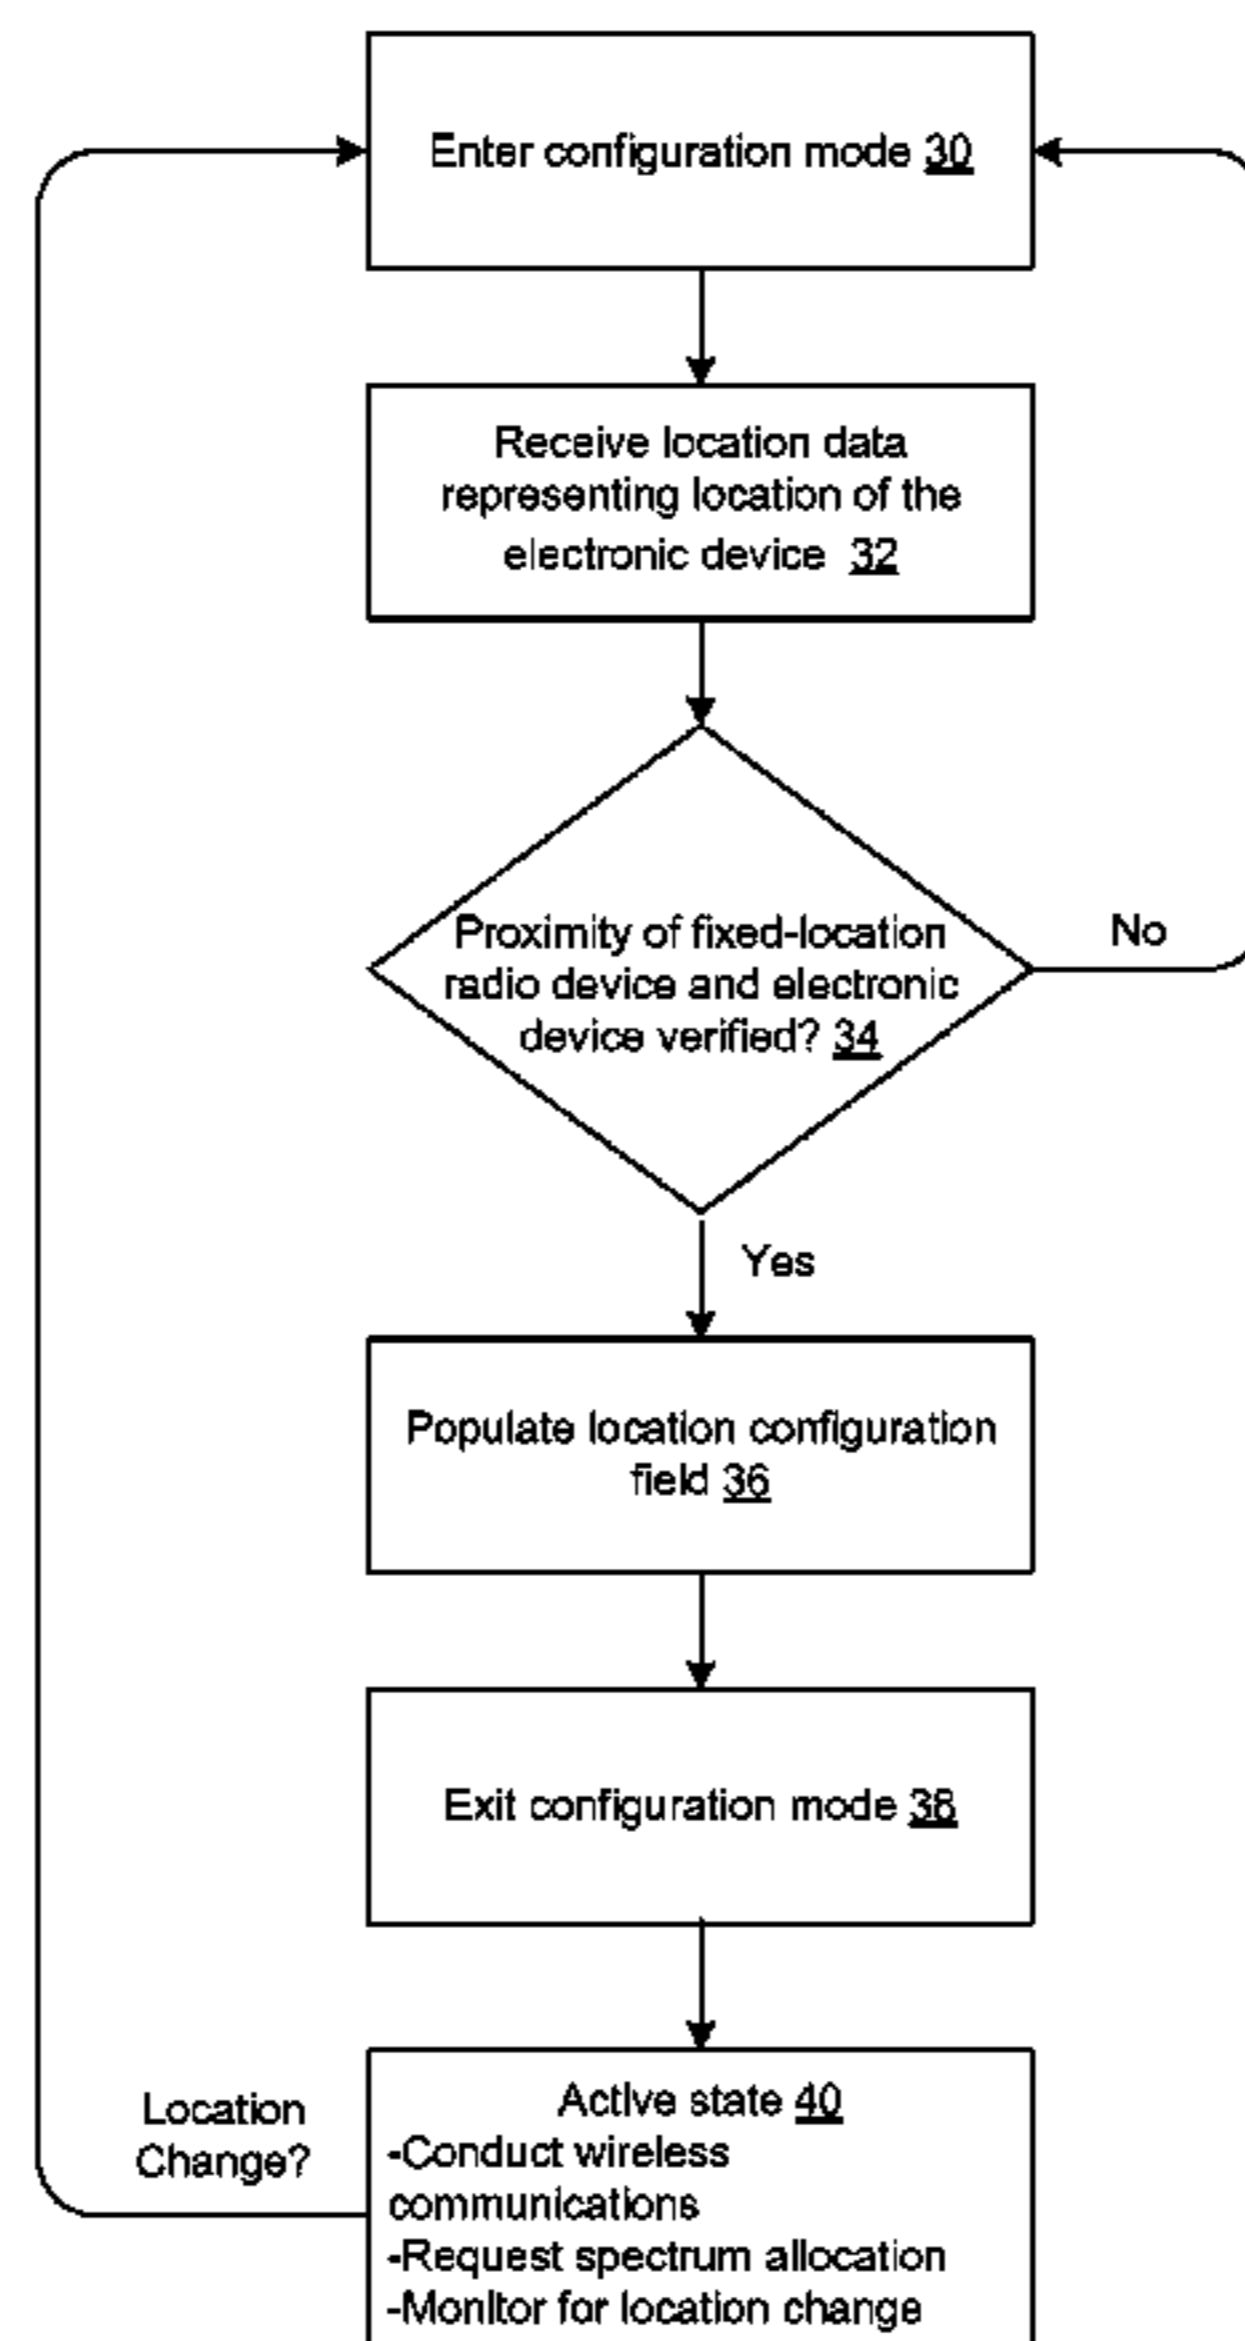 Enter configuration mode 30
Receive location data
representing location of the
electronic device 32
Proximity of fixed-location
radio device and electronic
device verified? 34
No
Yes
Populate location configuration
field 36
Exit configuration mode 38
Location
Change?
Active state 40
-Conduct wireless
communications
-Request spectrum allocation
-Monitor for location change